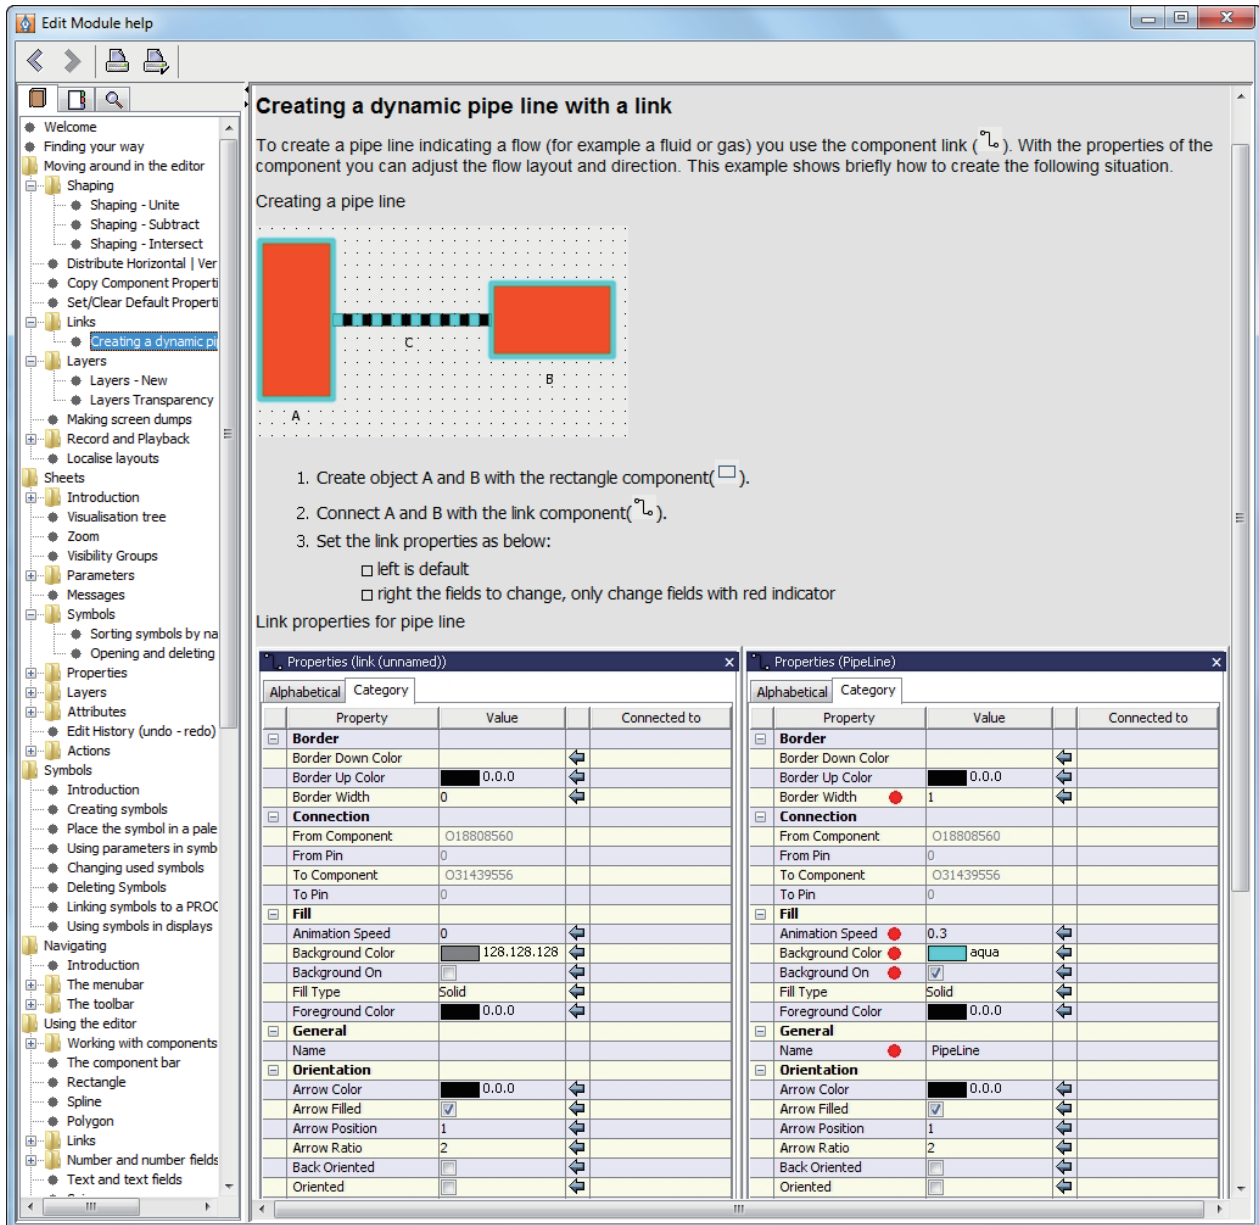 Edit Module help
Welcome
Finding your way
Moving around in the editor
Shaping
Shaping - Unite
Shaping - Subtract
Shaping - Intersect
Distribute Horizontal | Ver
Copy Component Properti
Set/Clear Default Properti
Links
Creating a dynamic pi
Layers
Layers - New
Layers Transparency
Making screen dumps
Record and Playback
Localise layouts
Sheets
Introduction
Visualisation tree
Zoom
Visibility Groups
Parameters
Messages
Symbols
Sorting symbols by na
Opening and deleting
Properties
Layers
Attributes
Edit History (undo - redo)
Actions
Symbols
Introduction
Creating symbols
Place the symbol in a pale
Using parameters in symb
Changing used symbols
Deleting Symbols
Linking symbols to a PROC
Using symbols in displays
Navigating
Introduction
The menubar
The toolbar
Using the editor
Working with components
The component bar
Rectangle
Spline
Polygon
Links
Number and number fields
Text and text fields
Creating a dynamic pipe line with a link
To create a pipe line indicating a flow (for example a fluid or gas) you use the component link ( ). With the properties of the
component you can adjust the flow layout and direction. This example shows briefly how to create the following situation.
Creating a pipe line
C
B
A
1. Create object A and B with the rectangle component( ).
2. Connect A and B with the link component( ).
3. Set the link properties as below:
left is default
right the fields to change, only change fields with red indicator
Link properties for pipe line
Properties (link (unnamed)) x
Alphabetical Category
Property Value Connected to
Border
Border Down Color
Border Up Color 0.0.0
Border Width 0
Connection
From Component O18808560
From Pin 0
To Component O31439556
To Pin 0
Fill
Animation Speed 0
Background Color 128.128.128
Background On
Fill Type Solid
Foreground Color 0.0.0
General
Name
Orientation
Arrow Color 0.0.0
Arrow Filled
Arrow Position 1
Arrow Ratio 2
Back Oriented
Oriented
Properties (PipeLine) x
Alphabetical Category
Property Value Connected to
Border
Border Down Color
Border Up Color 0.0.0
Border Width 1
Connection
From Component O18808560
From Pin 0
To Component O31439556
To Pin 0
Fill
Animation Speed 0.3
Background Color aqua
Background On
Fill Type Solid
Foreground Color 0.0.0
General
Name PipeLine
Orientation
Arrow Color 0.0.0
Arrow Filled
Arrow Position 1
Arrow Ratio 2
Back Oriented
Oriented